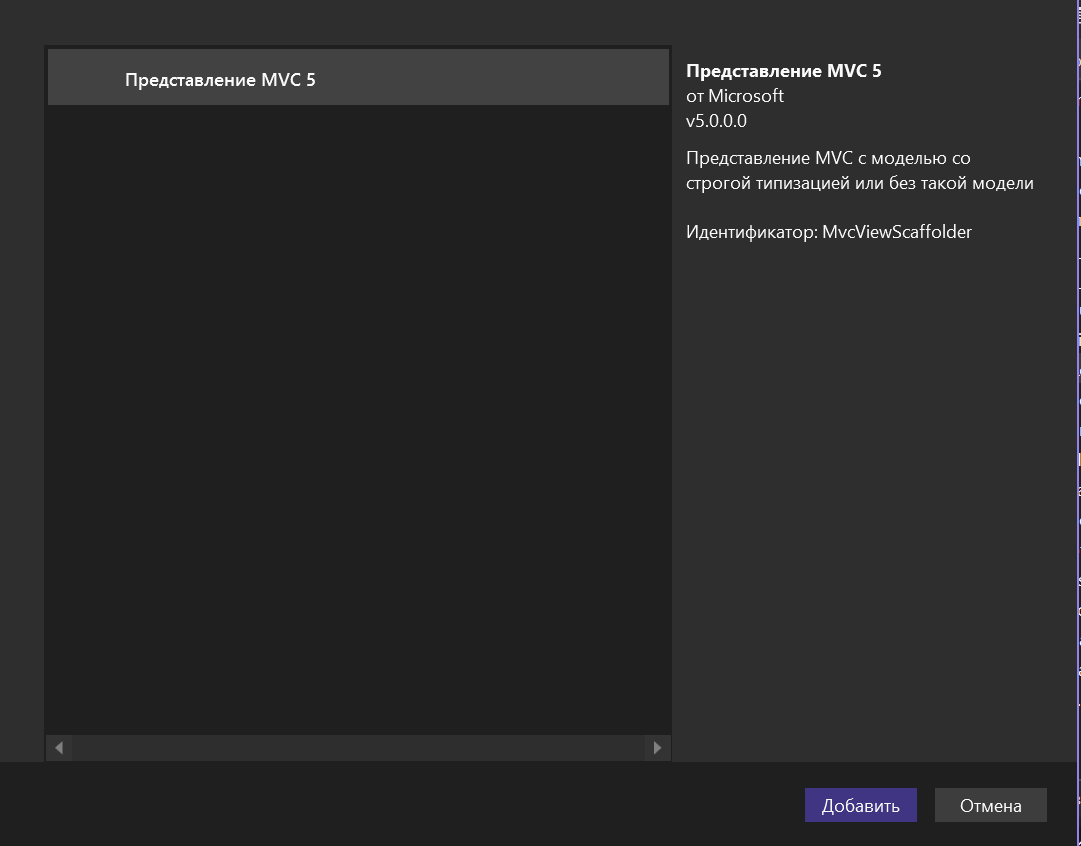 Представление MVC 5
Представление MVC 5
от Microsoft
v5.0.0.0
Представление MVC с моделью со
строгой типизацией или без такой модели
Идентификатор: MvcViewScaffolder
Добавить
Отмена